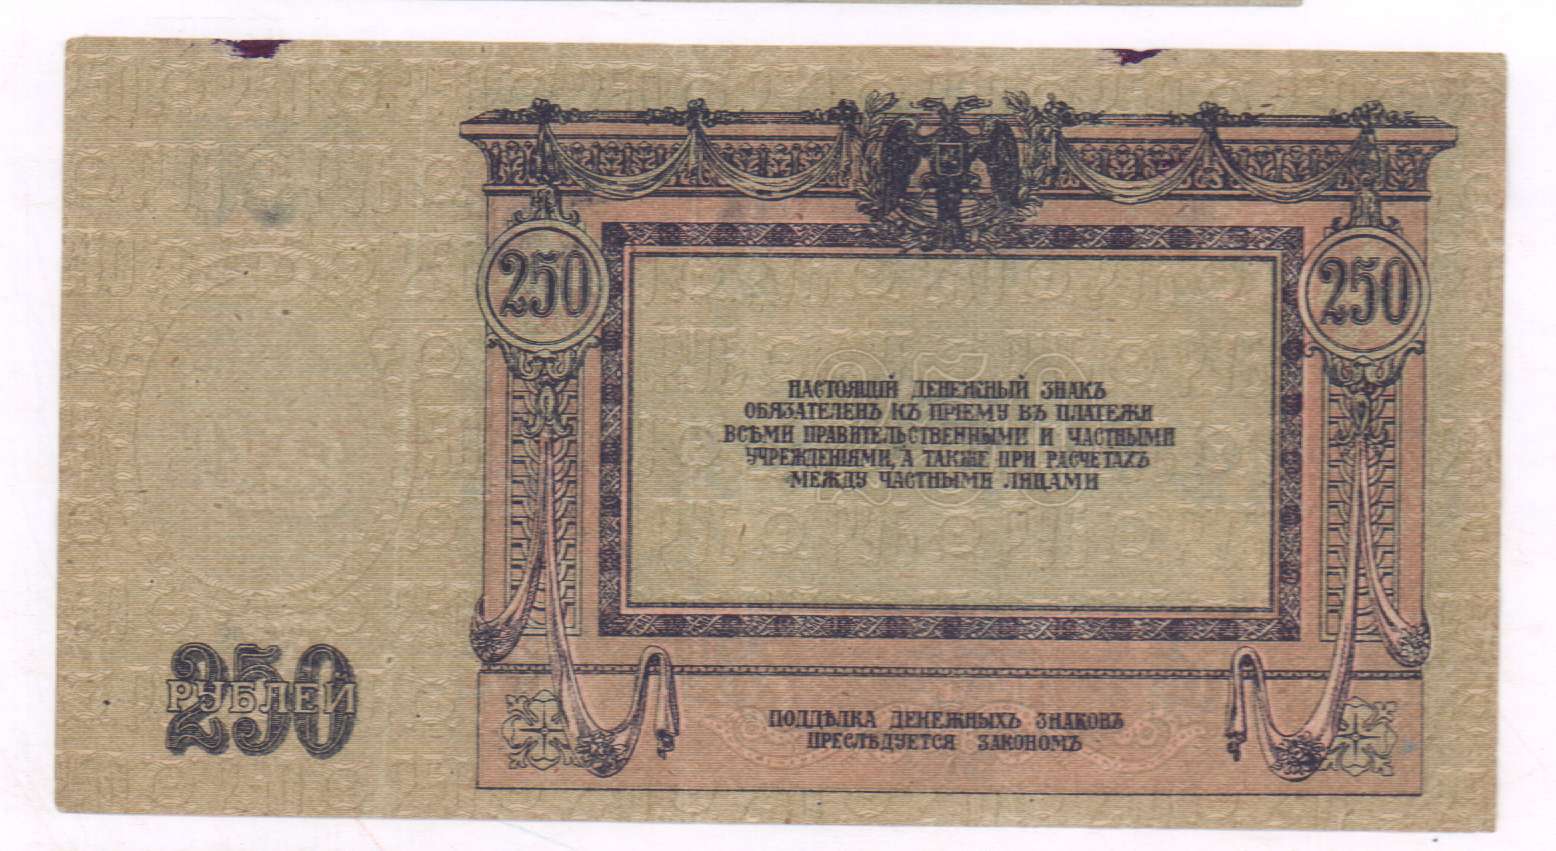 250
250
250
НАСТОЯЩІЙ ДЕНЕЖНЫЙ ЗНАКЪ
ОБЯЗАТЕЛЕНЪ КЪ ПРІЕМУ ВЪ ПЛАТЕЖИ
ВСѢМИ ПРАВИТЕЛЬСТВЕННЫМИ И ЧАСТНЫМИ
УЧРЕЖДЕНІЯМИ, А ТАКЖЕ ПРИ РАСЧЕТАХЪ
МЕЖДУ ЧАСТНЫМИ ЛИЦАМИ
250
РУБЛЕЙ
ПОДДѢЛКА ДЕНЕЖНЫХЪ ЗНАКОВЪ
ПРЕСЛѢДУЕТСЯ ЗАКОНОМЪ